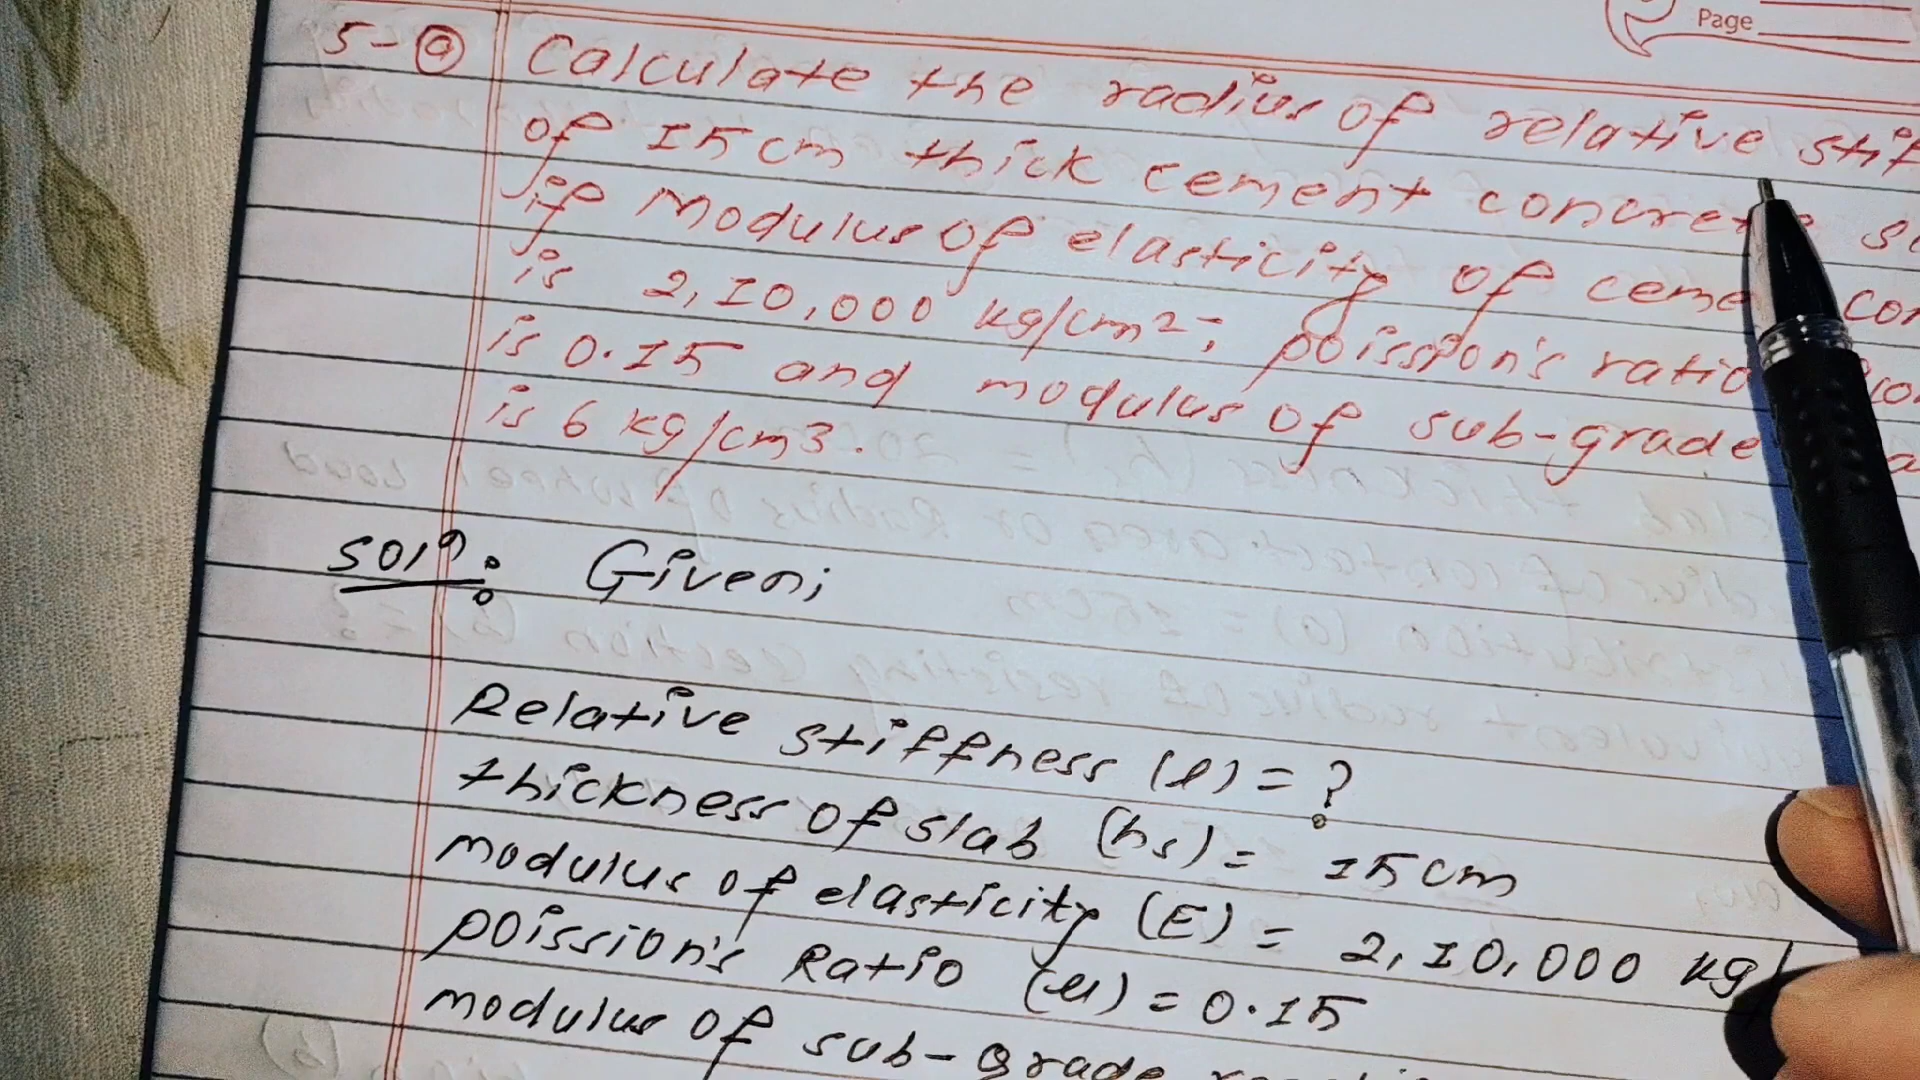 Page
5-a Calculate the radius of relative stif
of 15cm thick cement concrete
if Modulus of elasticity of ceme con
is 2,10,000 kg/cm2; poission's ratio
is 0.15 and modulus of sub-grade
is 6 kg/cm3.
Soln: Given;
Relative stiffness (l) = ?
thickness of slab (hs) = 15cm
modulus of elasticity (E) = 2,10,000 kg/
poission's Ratio (μ) = 0.15
modulus of sub-grade